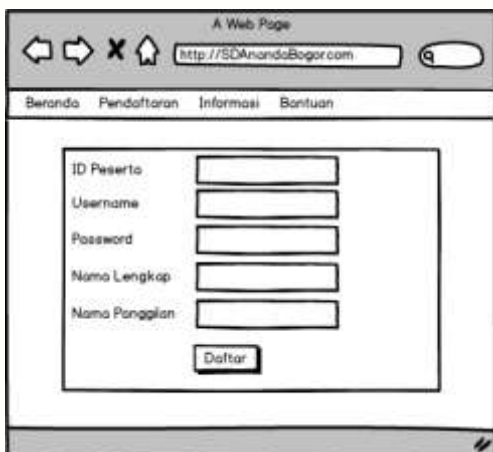 A Web Page
http://SDAnandaBogor.com
Beranda Pendaftaran Informasi Bantuan
ID Peserta
Username
Password
Nama Lengkap
Nama Panggilan
Daftar